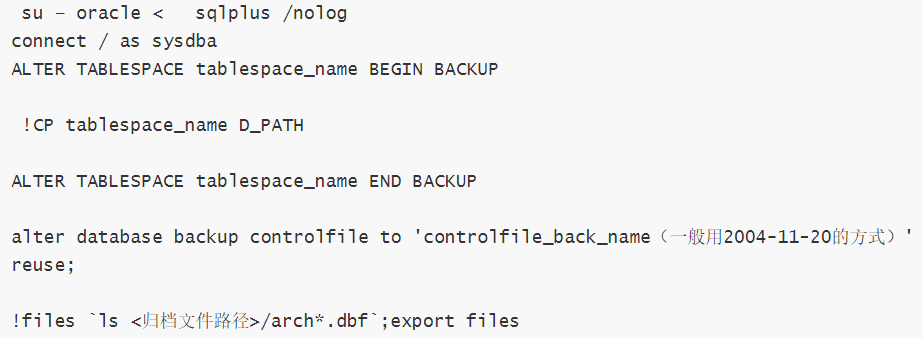 su – oracle <   sqlplus /nolog
connect / as sysdba
ALTER TABLESPACE tablespace_name BEGIN BACKUP
!CP tablespace_name D_PATH
ALTER TABLESPACE tablespace_name END BACKUP
alter database backup controlfile to 'controlfile_back_name（一般用2004-11-20的方式）'
reuse;
!files `ls <归档文件路径>/arch*.dbf`;export files